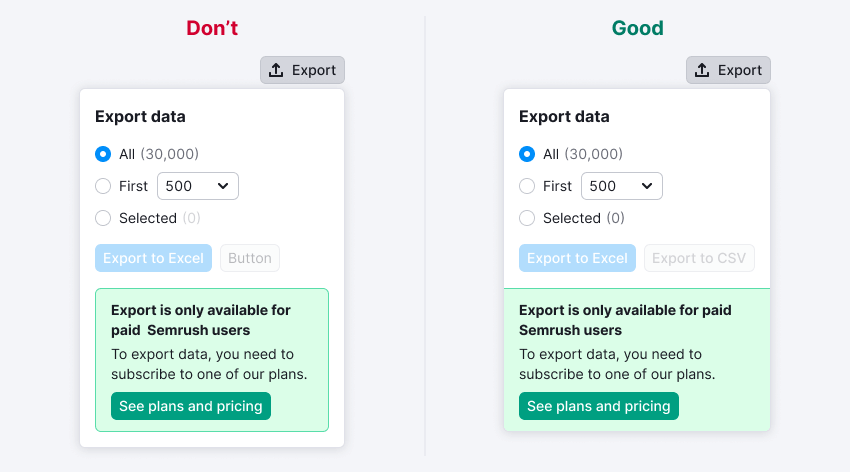 Don't
Export
Export data
All (30,000)
First 500
Selected (0)
Export to Excel Button
Export is only available for
paid  Semrush users
To export data, you need to
subscribe to one of our plans.
See plans and pricing
Good
Export
Export data
All (30,000)
First 500
Selected (0)
Export to Excel Export to CSV
Export is only available for paid
Semrush users
To export data, you need to
subscribe to one of our plans.
See plans and pricing